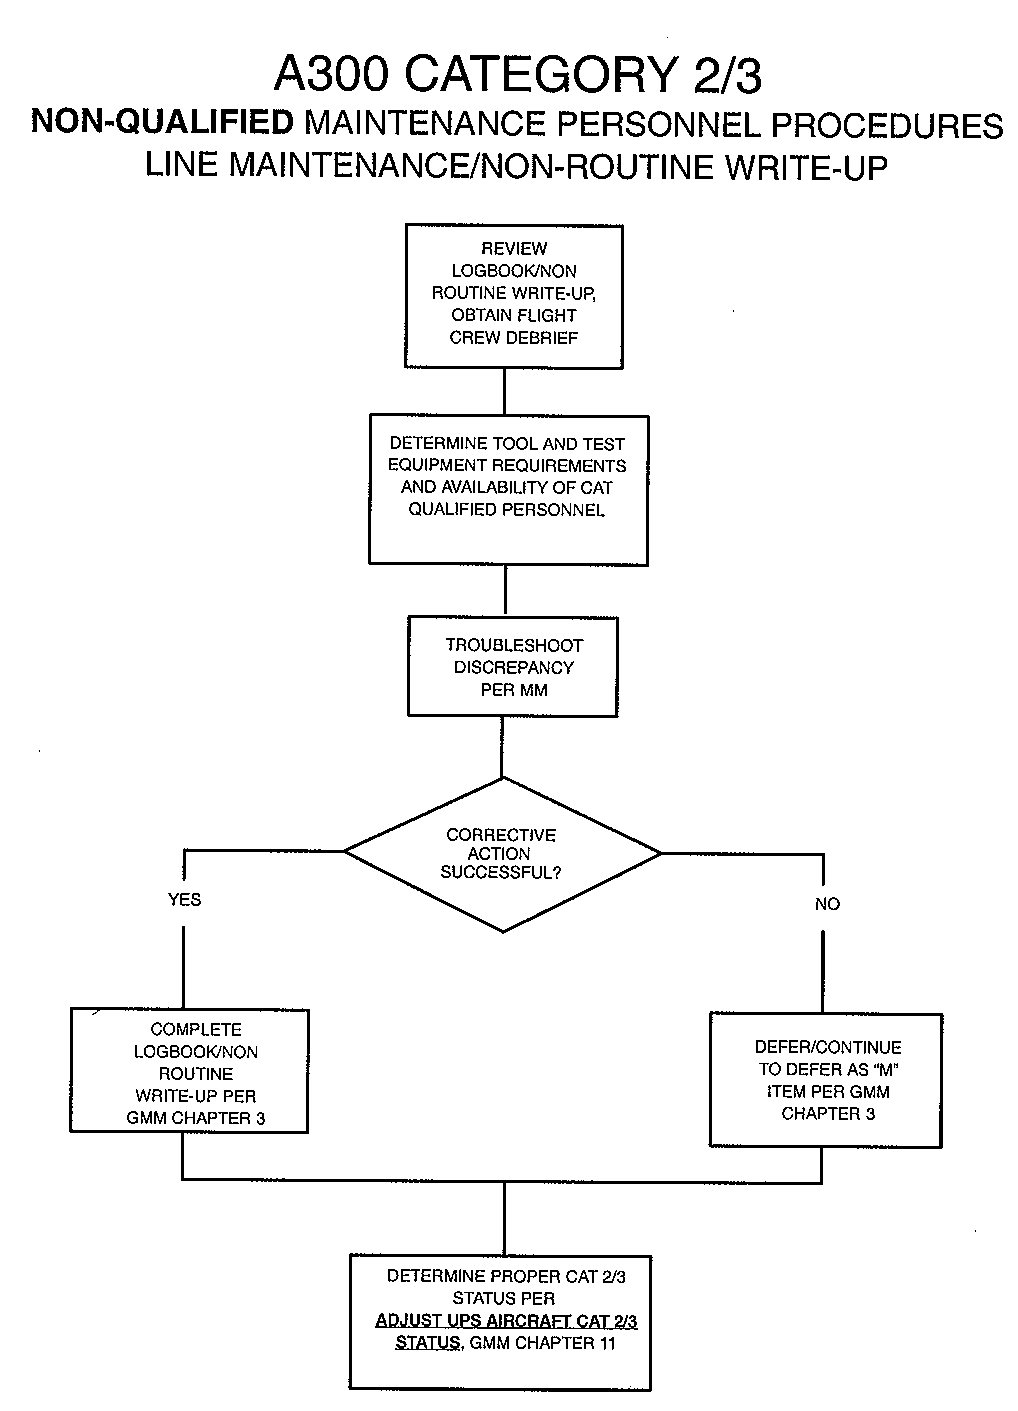 A300 CATEGORY 2/3
NON-QUALIFIED MAINTENANCE PERSONNEL PROCEDURES
LINE MAINTENANCE/NON-ROUTINE WRITE-UP
REVIEW
LOGBOOK/NON
ROUTINE WRITE-UP,
OBTAIN FLIGHT
CREW DEBRIEF
DETERMINE TOOL AND TEST
EQUIPMENT REQUIREMENTS
AND AVAILABILITY OF CAT
QUALIFIED PERSONNEL
TROUBLESHOOT
DISCREPANCY
PER MM
CORRECTIVE
ACTION
SUCCESSFUL?
YES
NO
COMPLETE
LOGBOOK/NON
ROUTINE
WRITE-UP PER
GMM CHAPTER 3
DEFER/CONTINUE
TO DEFER AS “M”
ITEM PER GMM
CHAPTER 3
DETERMINE PROPER CAT 2/3
STATUS PER
ADJUST UPS AIRCRAFT CAT 2/3
STATUS, GMM CHAPTER 11